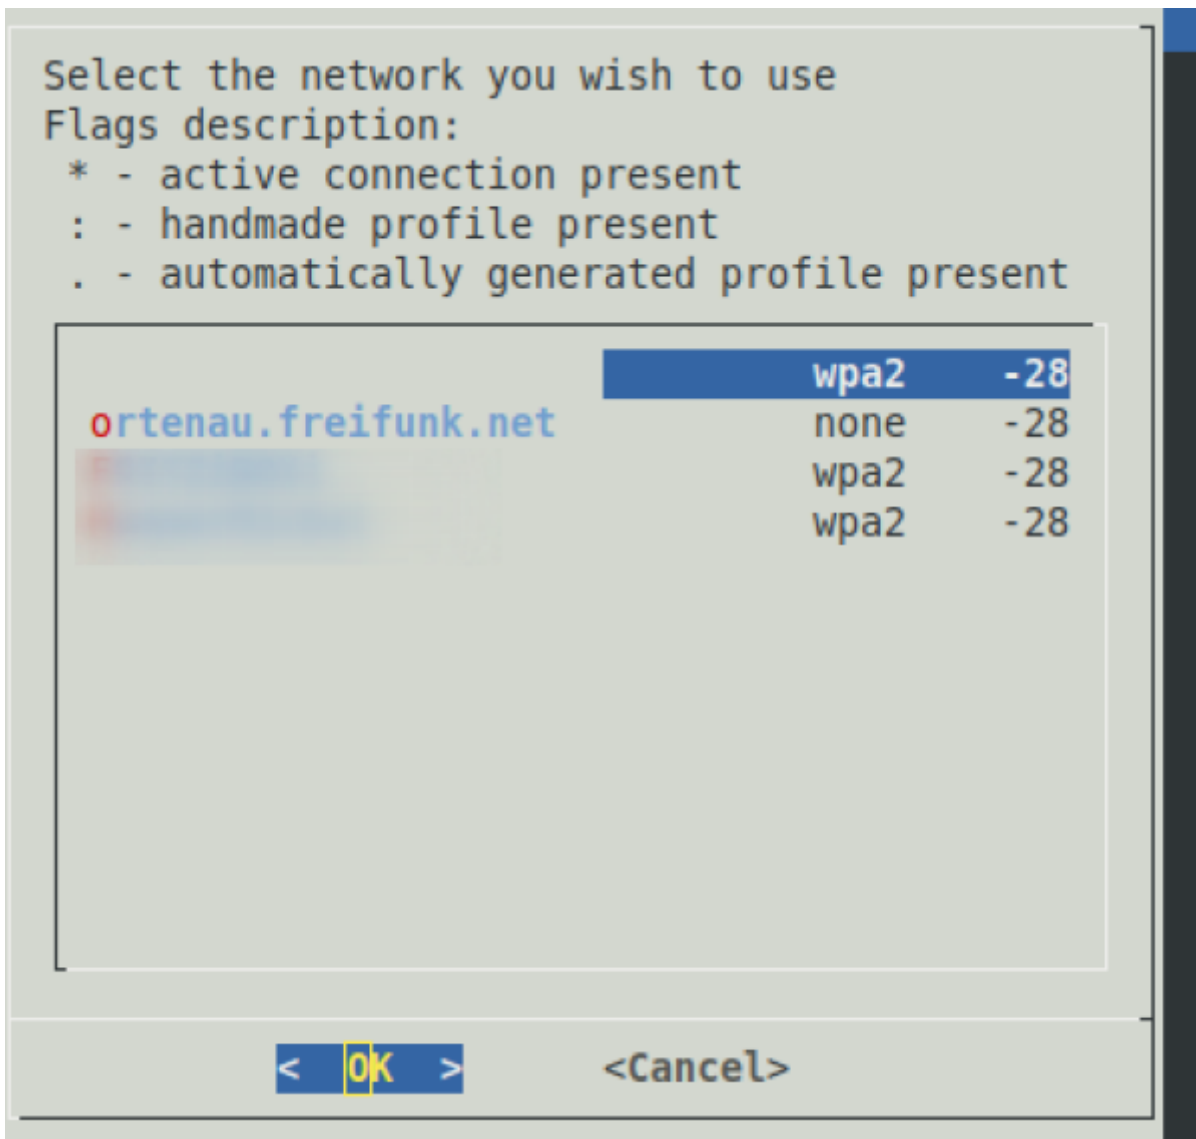 Select the network you wish to use
Flags description:
* - active connection present
: - handmade profile present
. - automatically generated profile present
wpa2 -28
ortenau.freifunk.net none -28
wpa2 -28
wpa2 -28
< OK > <Cancel>